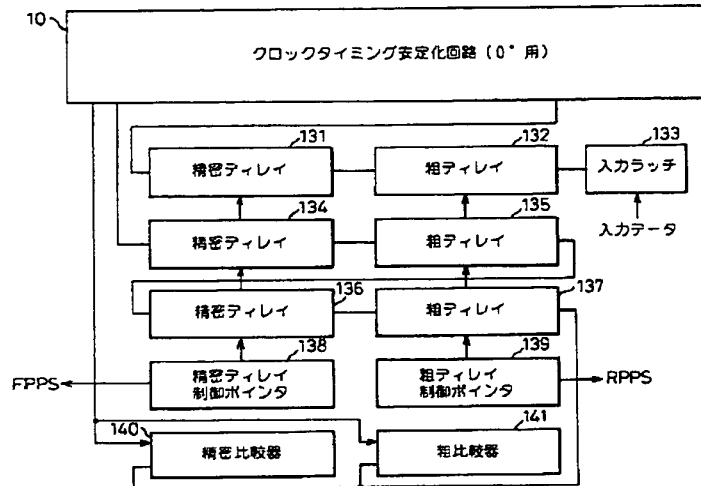 10
クロックタイミング安定化回路(0°用)
131
精密ディレイ
132
粗ディレイ
133
入力ラッチ
134
精密ディレイ
135
粗ディレイ
入力データ
136
精密ディレイ
137
粗ディレイ
138
精密ディレイ
制御ポインタ
139
粗ディレイ
制御ポインタ
FPPS
RPPS
140
精密比較器
141
粗比較器